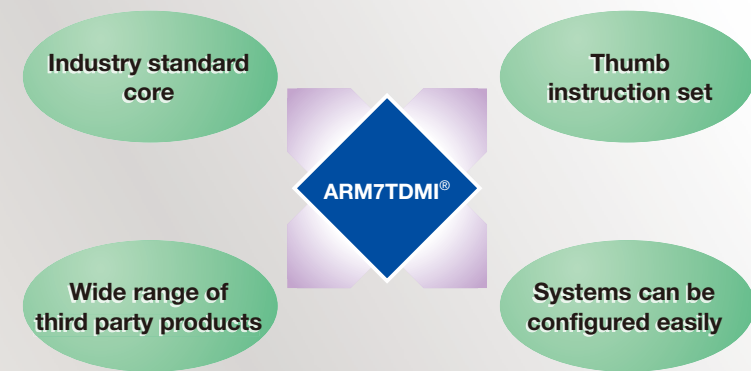 Industry standard
core
Thumb
instruction set
ARM7TDMI®
Wide range of
third party products
Systems can be
configured easily